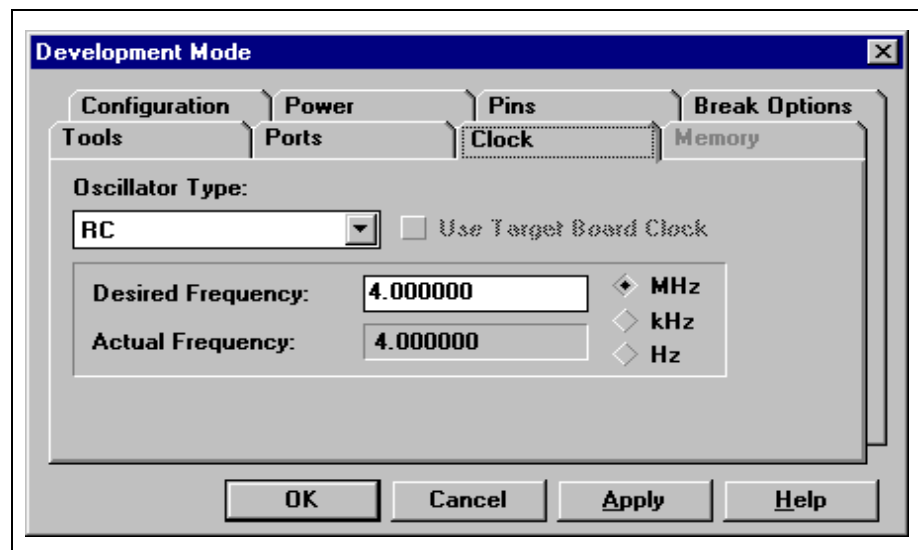 Development Mode
Configuration Power Pins Break Options
Tools Ports Clock Memory
Oscillator Type:
RC Use Target Board Clock
Desired Frequency: 4.000000 MHz
kHz
Actual Frequency: 4.000000
Hz
OK Cancel Apply Help